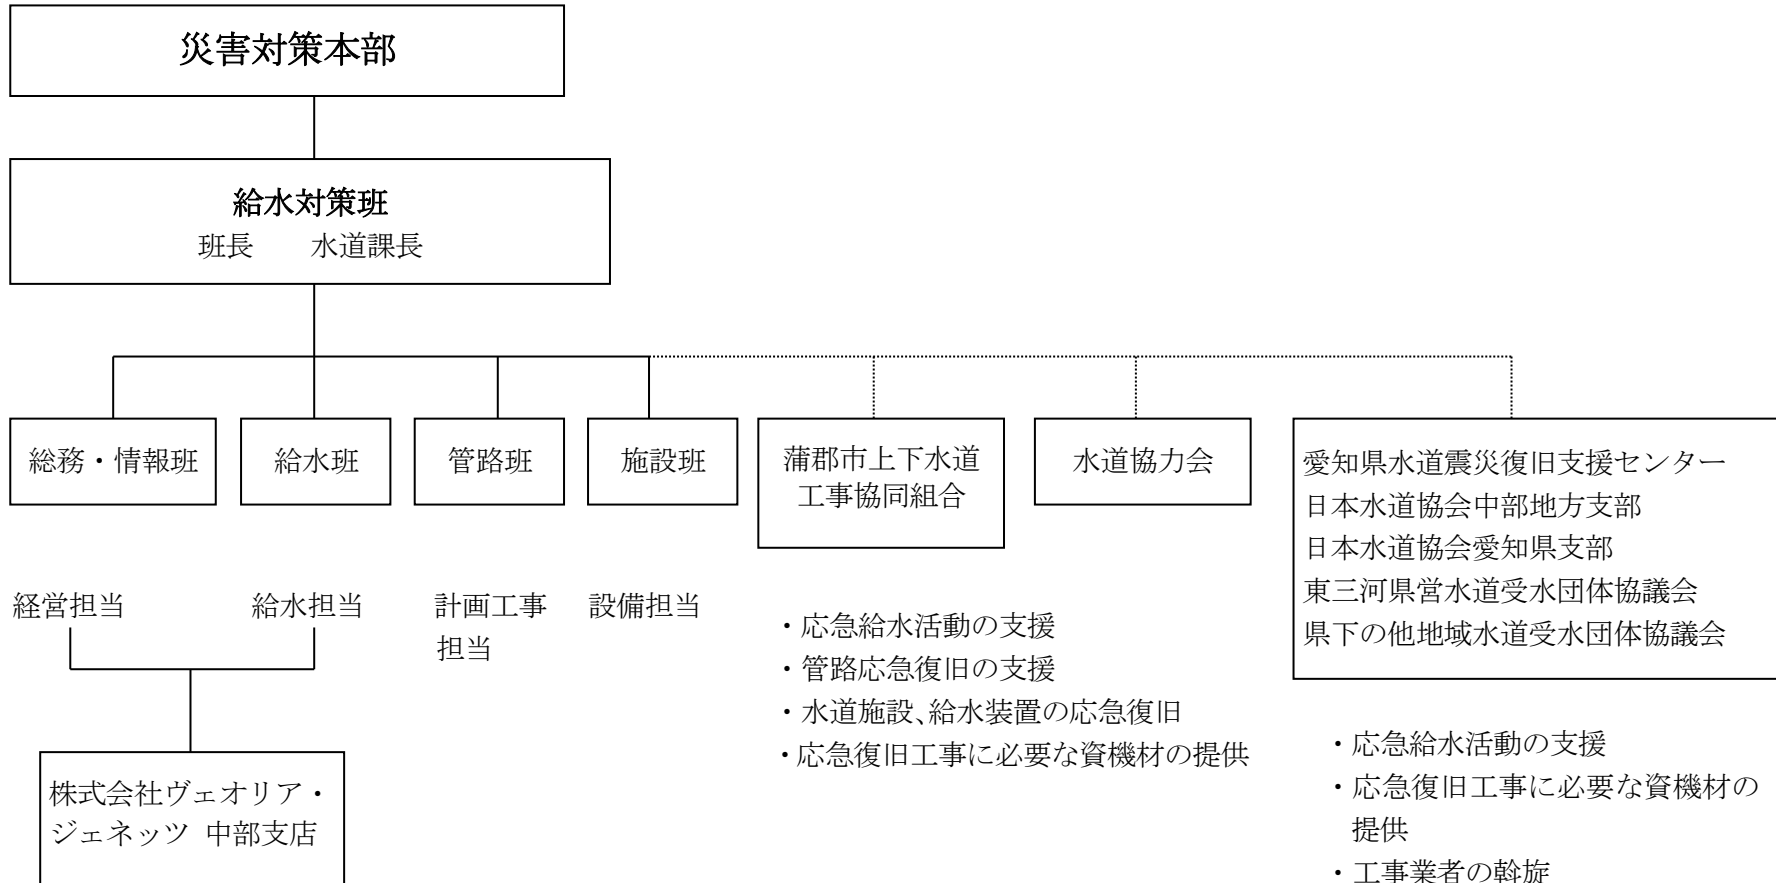 災害対策本部
給水対策班
班長　　水道課長
総務・情報班
給水班
管路班
施設班
蒲郡市上下水道
工事協同組合
水道協力会
愛知県水道震災復旧支援センター
日本水道協会中部地方支部
日本水道協会愛知県支部
東三河県営水道受水団体協議会
県下の他地域水道受水団体協議会
経営担当
給水担当
計画工事
担当
設備担当
・応急給水活動の支援
・管路応急復旧の支援
・水道施設、給水装置の応急復旧
・応急復旧工事に必要な資機材の提供
株式会社ヴェオリア・
ジェネッツ 中部支店
・応急給水活動の支援
・応急復旧工事に必要な資機材の
提供
・工事業者の斡旋